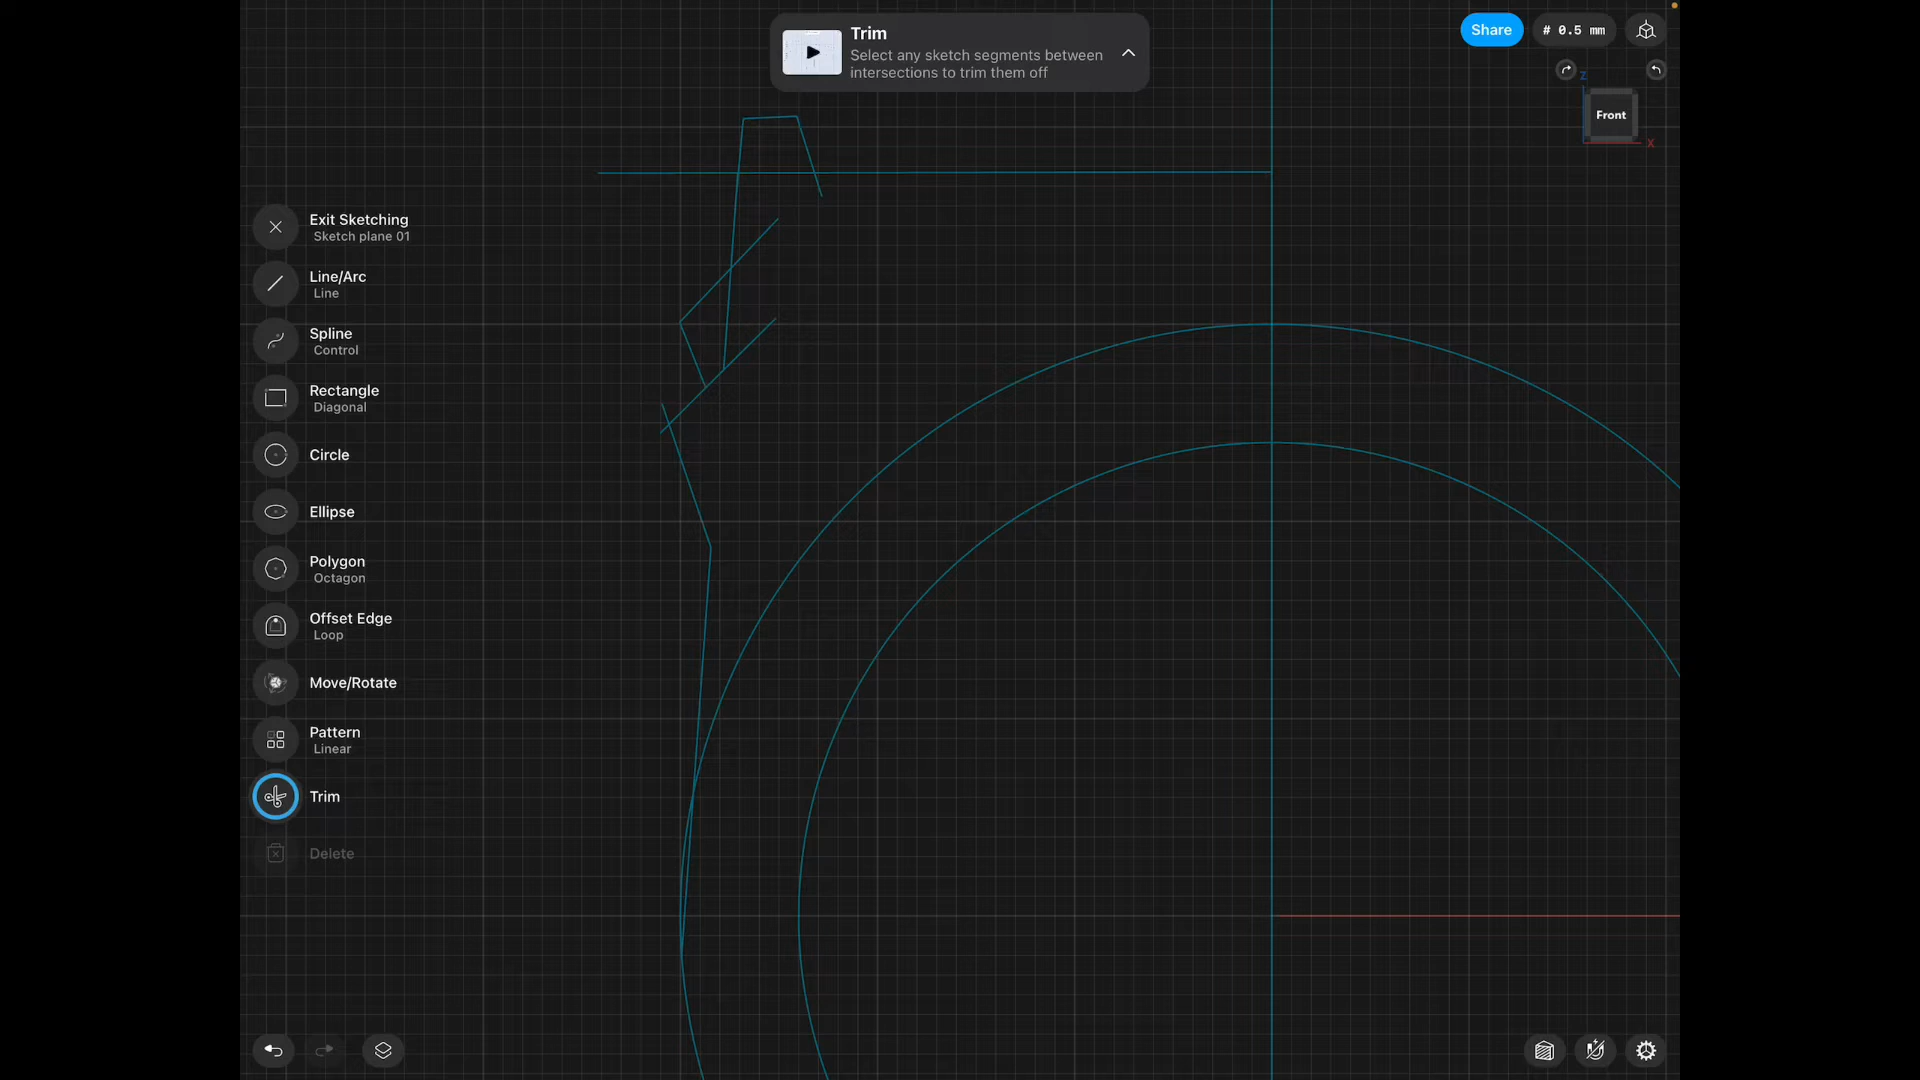 Trim
Select any sketch segments between
intersections to trim them off
Share
# 0.5 mm
Z
Front
X
Exit Sketching
Sketch plane 01
Line/Arc
Line
Spline
Control
Rectangle
Diagonal
Circle
Ellipse
Polygon
Octagon
Offset Edge
Loop
Move/Rotate
Pattern
Linear
Trim
Delete